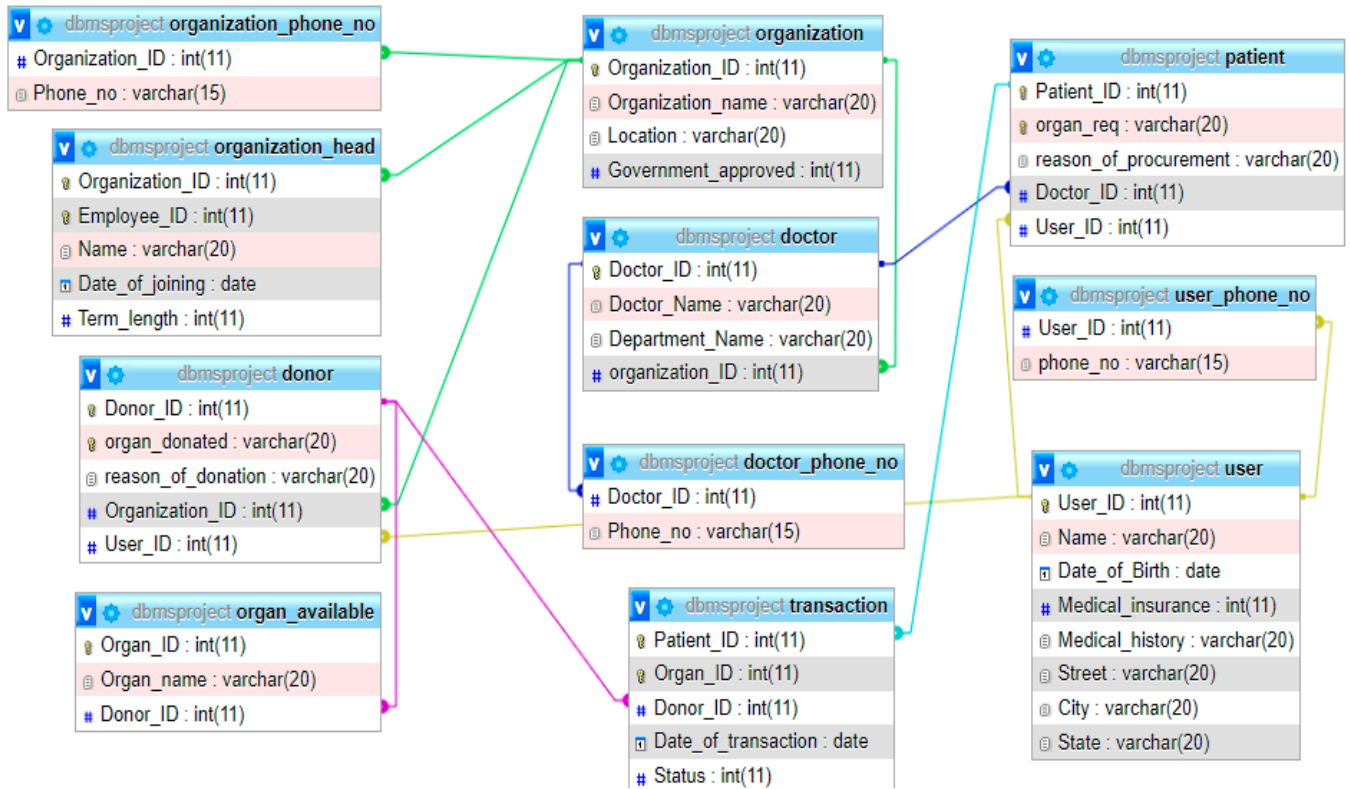 dbmsproject organization_phone_no
Organization_ID : int(11)
Phone_no : varchar(15)
dbmsproject organization_head
Organization_ID : int(11)
Employee_ID : int(11)
Name : varchar(20)
Date_of_joining : date
Term_length : int(11)
dbmsproject donor
Donor_ID : int(11)
organ_donated : varchar(20)
reason_of_donation : varchar(20)
Organization_ID : int(11)
User_ID : int(11)
dbmsproject organ_available
Organ_ID : int(11)
Organ_name : varchar(20)
Donor_ID : int(11)
dbmsproject organization
Organization_ID : int(11)
Organization_name : varchar(20)
Location : varchar(20)
Government_approved : int(11)
dbmsproject doctor
Doctor_ID : int(11)
Doctor_Name : varchar(20)
Department_Name : varchar(20)
organization_ID : int(11)
dbmsproject doctor_phone_no
Doctor_ID : int(11)
Phone_no : varchar(15)
dbmsproject transaction
Patient_ID : int(11)
Organ_ID : int(11)
Donor_ID : int(11)
Date_of_transaction : date
Status : int(11)
dbmsproject patient
Patient_ID : int(11)
organ_req : varchar(20)
reason_of_procurement : varchar(20)
Doctor_ID : int(11)
User_ID : int(11)
dbmsproject user_phone_no
User_ID : int(11)
phone_no : varchar(15)
dbmsproject user
User_ID : int(11)
Name : varchar(20)
Date_of_Birth : date
Medical_insurance : int(11)
Medical_history : varchar(20)
Street : varchar(20)
City : varchar(20)
State : varchar(20)